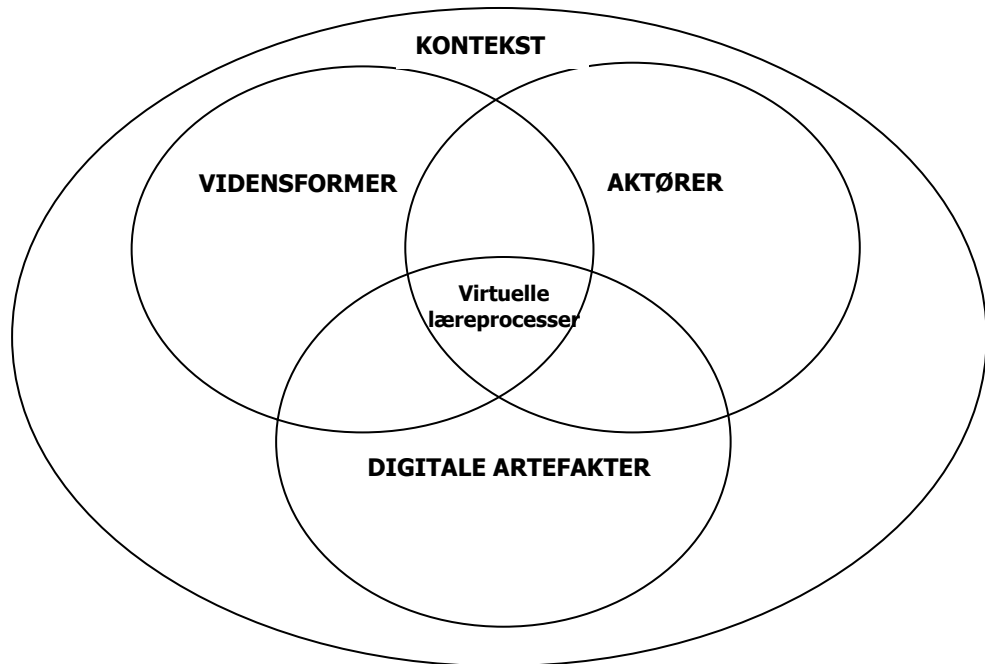 KONTEKST
VIDENSFORMER
AKTØRER
Virtuelle
læreprocesser
DIGITALE ARTEFAKTER